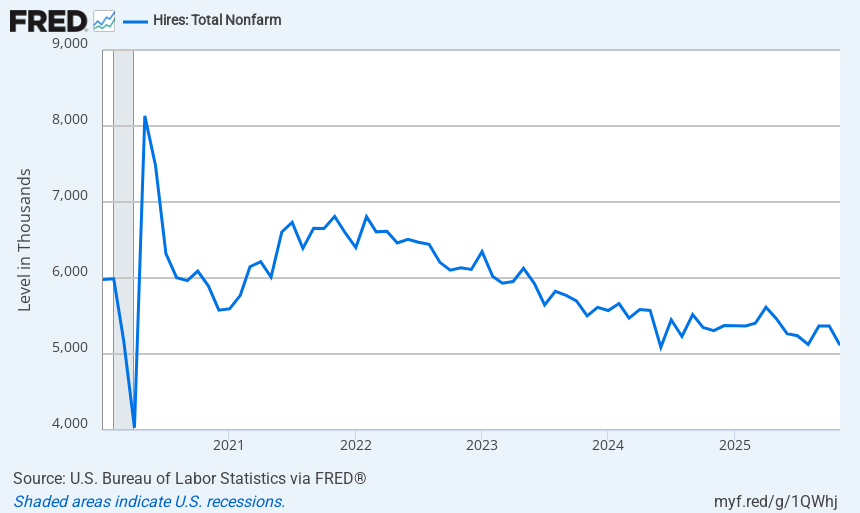 FRED Hires: Total Nonfarm
9,000
8,000
7,000
6,000
5,000
4,000
Level in Thousands
2021 2022 2023 2024 2025
Source: U.S. Bureau of Labor Statistics via FRED®
Shaded areas indicate U.S. recessions.
myf.red/g/1QWhj